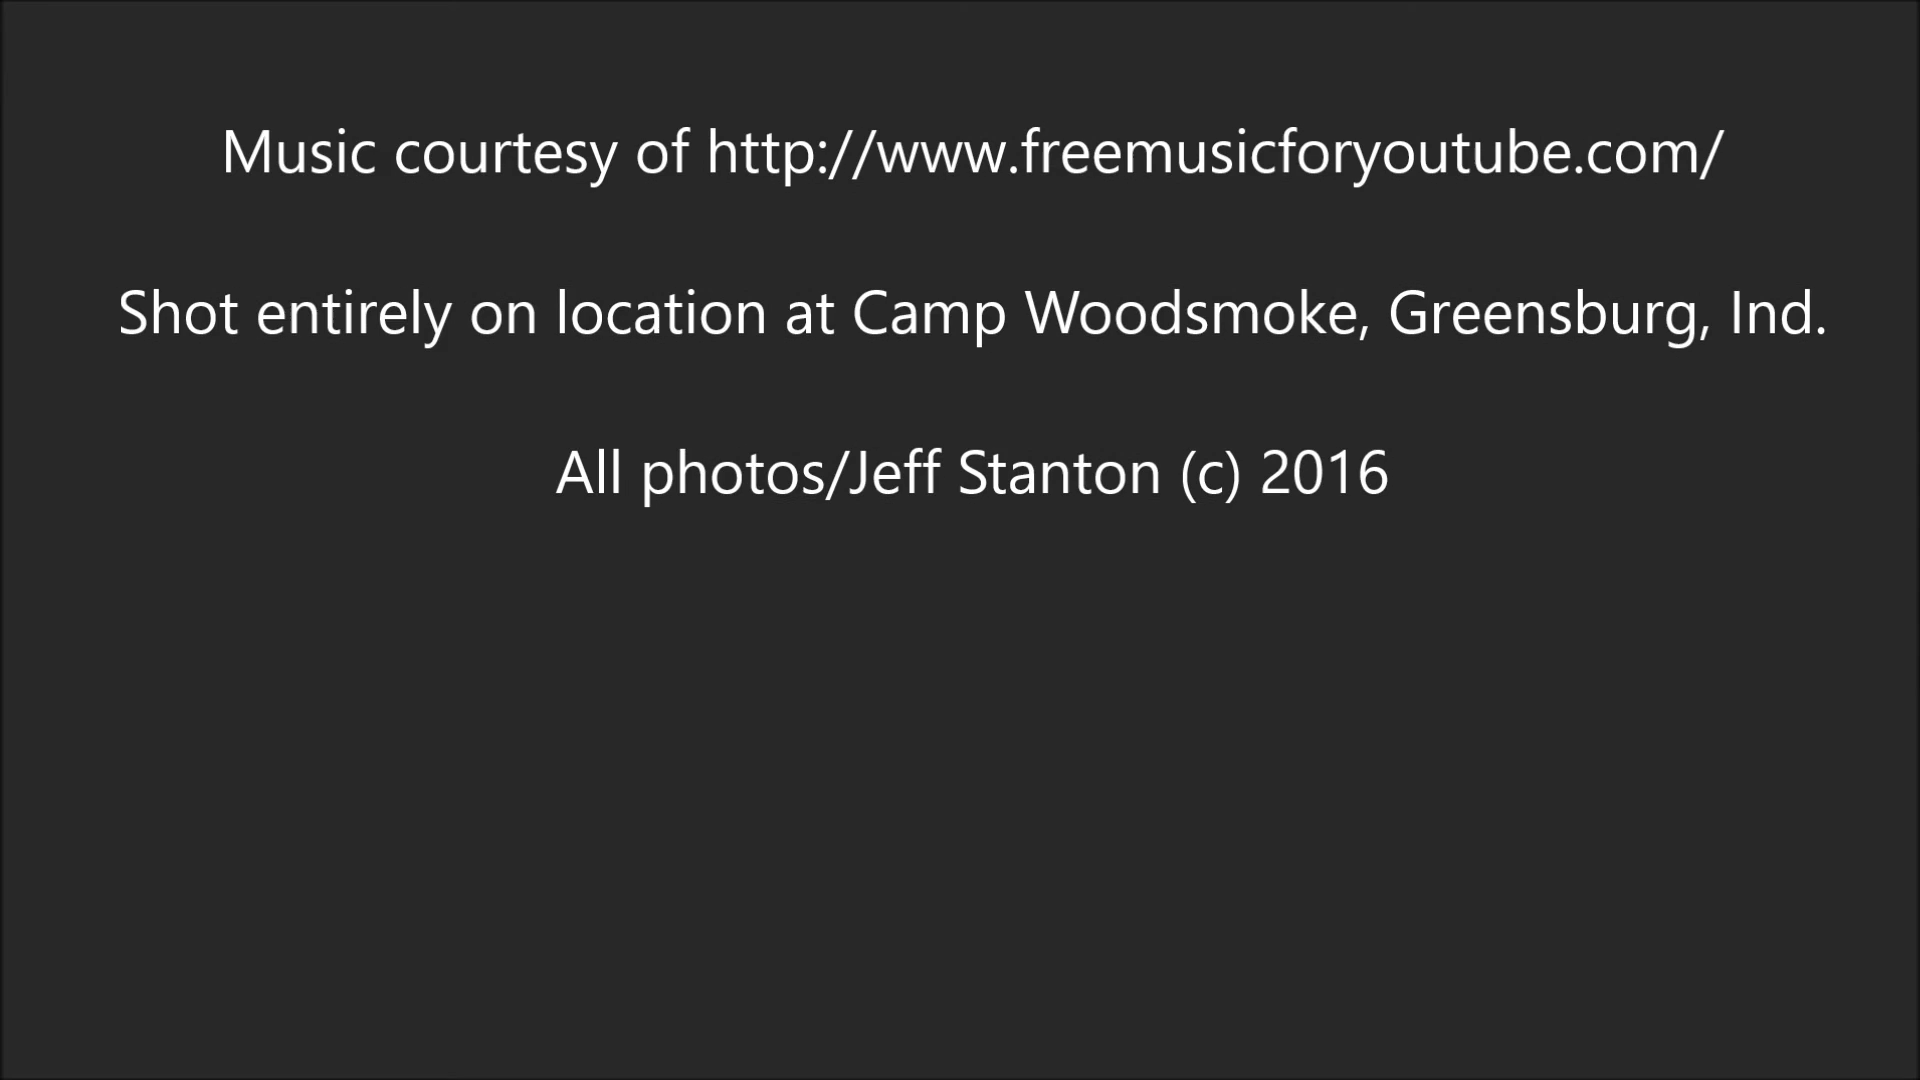 Music courtesy of http://www.freemusicforyoutube.com/
Shot entirely on location at Camp Woodsmoke, Greensburg, Ind.
All photos/Jeff Stanton (c) 2016